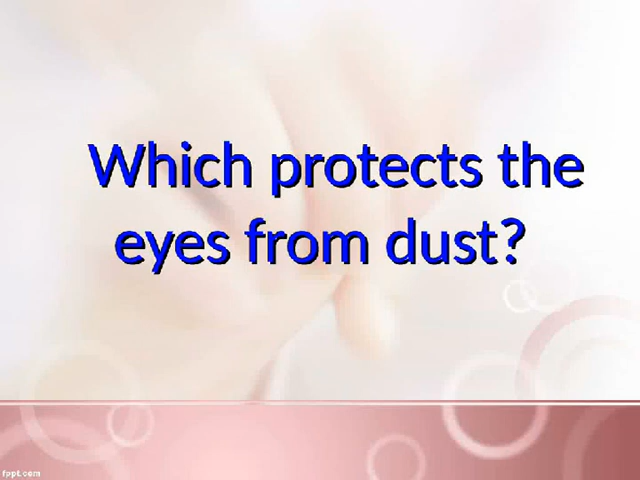 Which protects the
eyes from dust?
fppt.com